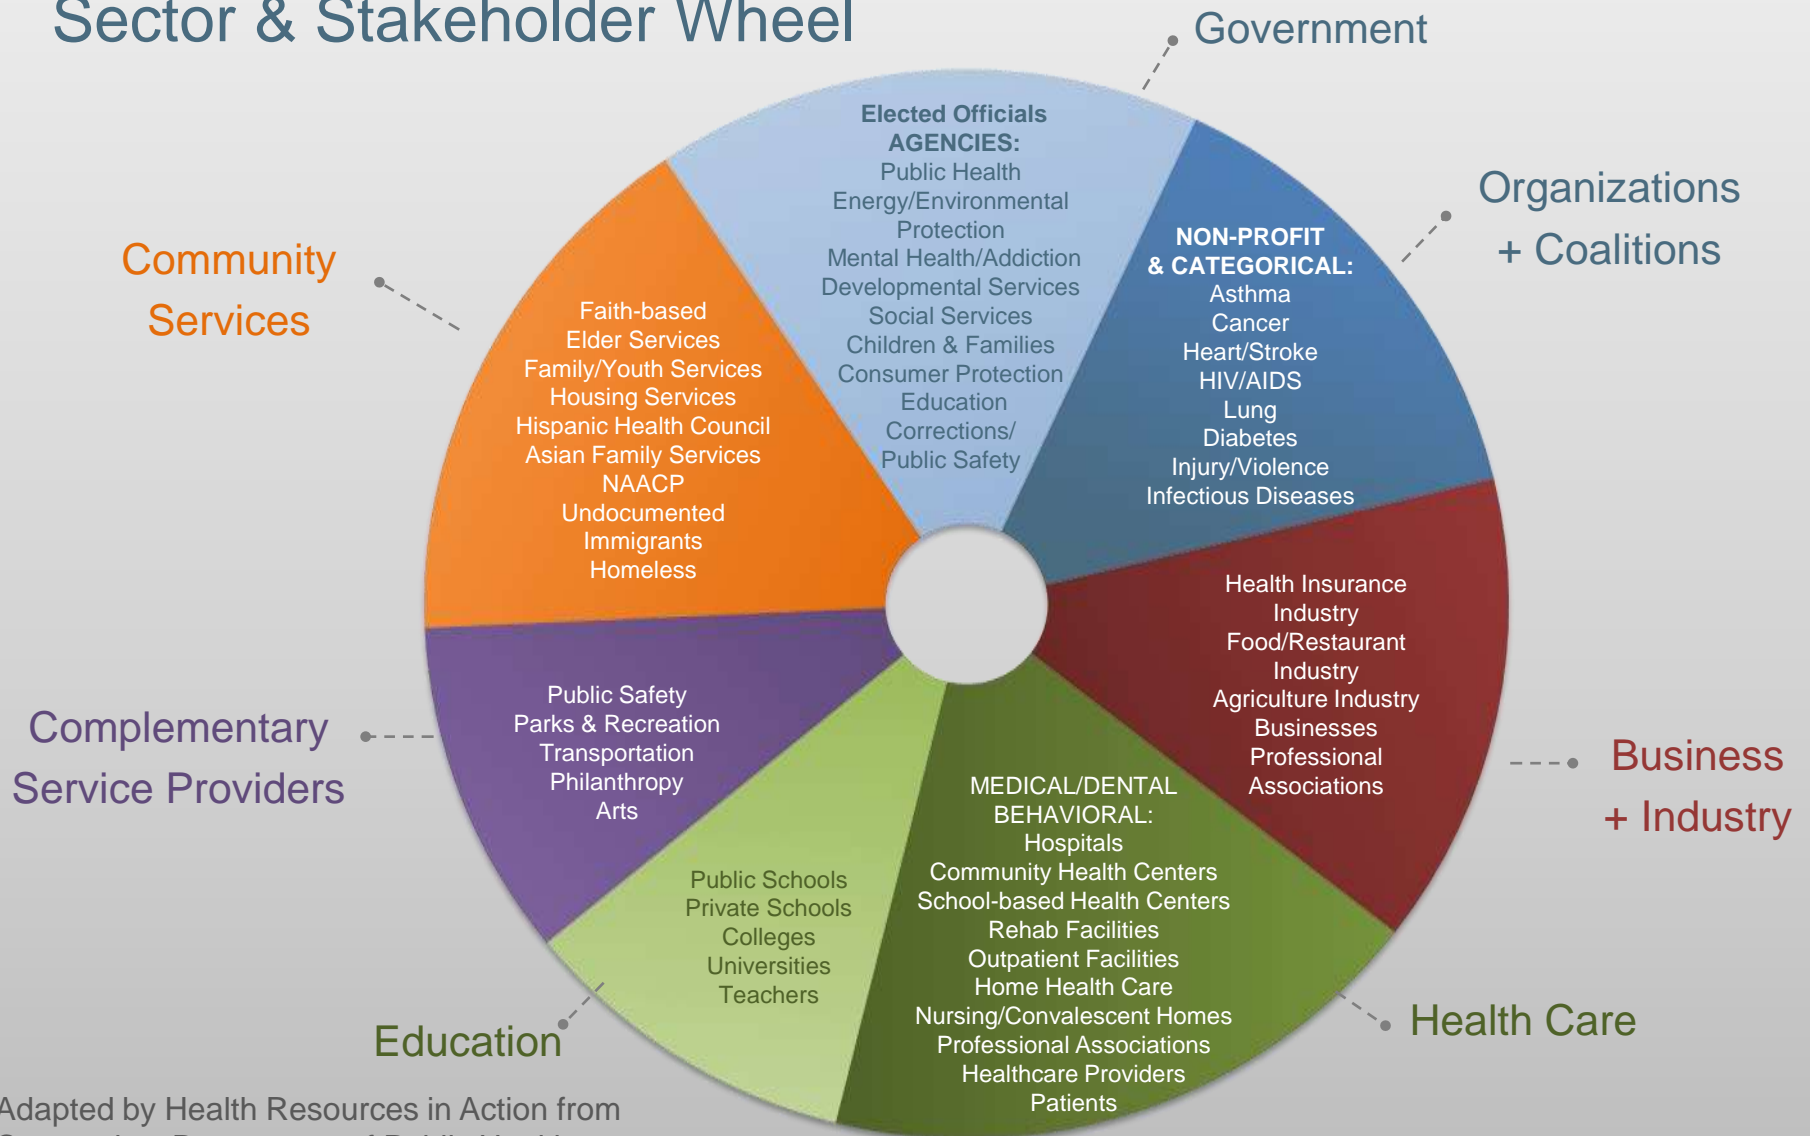 Sector & Stakeholder Wheel
Government
Elected Officials
AGENCIES:
Public Health
Energy/Environmental
Protection
Mental Health/Addiction
Developmental Services
Social Services
Children & Families
Consumer Protection
Education
Corrections/
Public Safety
Organizations
+ Coalitions
NON-PROFIT
& CATEGORICAL:
Asthma
Cancer
Heart/Stroke
HIV/AIDS
Lung
Diabetes
Injury/Violence
Infectious Diseases
Business
+ Industry
Health Insurance
Industry
Food/Restaurant
Industry
Agriculture Industry
Businesses
Professional
Associations
Health Care
MEDICAL/DENTAL
BEHAVIORAL:
Hospitals
Community Health Centers
School-based Health Centers
Rehab Facilities
Outpatient Facilities
Home Health Care
Nursing/Convalescent Homes
Professional Associations
Healthcare Providers
Patients
Education
Public Schools
Private Schools
Colleges
Universities
Teachers
Complementary
Service Providers
Public Safety
Parks & Recreation
Transportation
Philanthropy
Arts
Community
Services
Faith-based
Elder Services
Family/Youth Services
Housing Services
Hispanic Health Council
Asian Family Services
NAACP
Undocumented
Immigrants
Homeless
Adapted by Health Resources in Action from